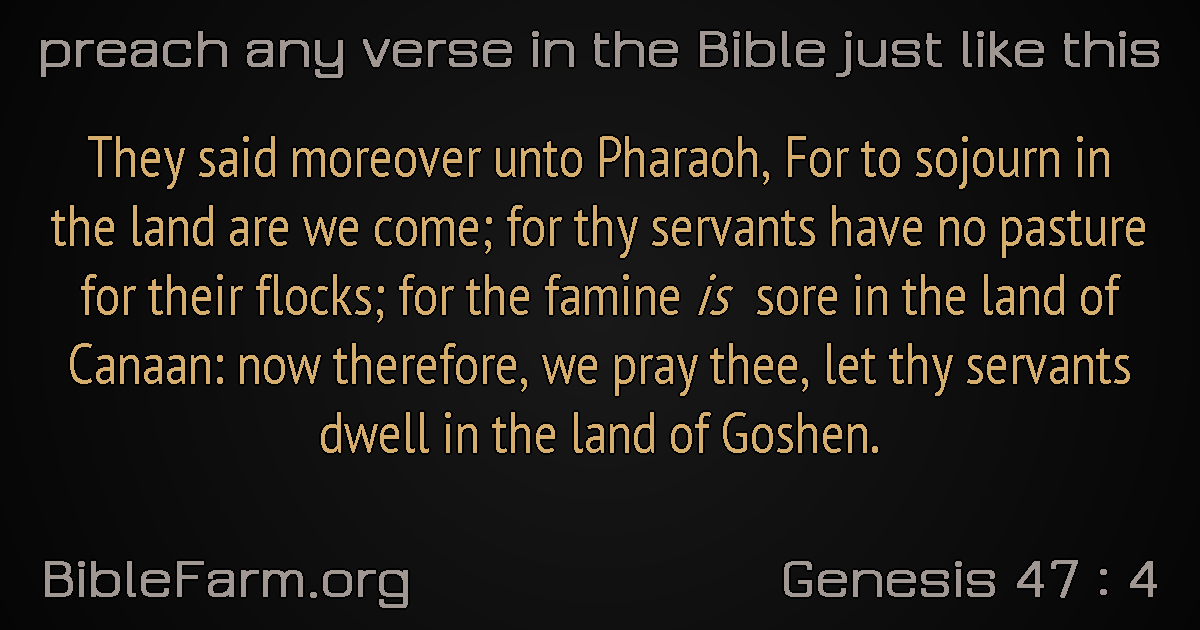 preach any verse in the Bible just like this
They said moreover unto Pharaoh, For to sojourn in
the land are we come; for thy servants have no pasture
for their flocks; for the famine is sore in the land of
Canaan: now therefore, we pray thee, let thy servants
dwell in the land of Goshen.
BibleFarm.org
Genesis 47 : 4